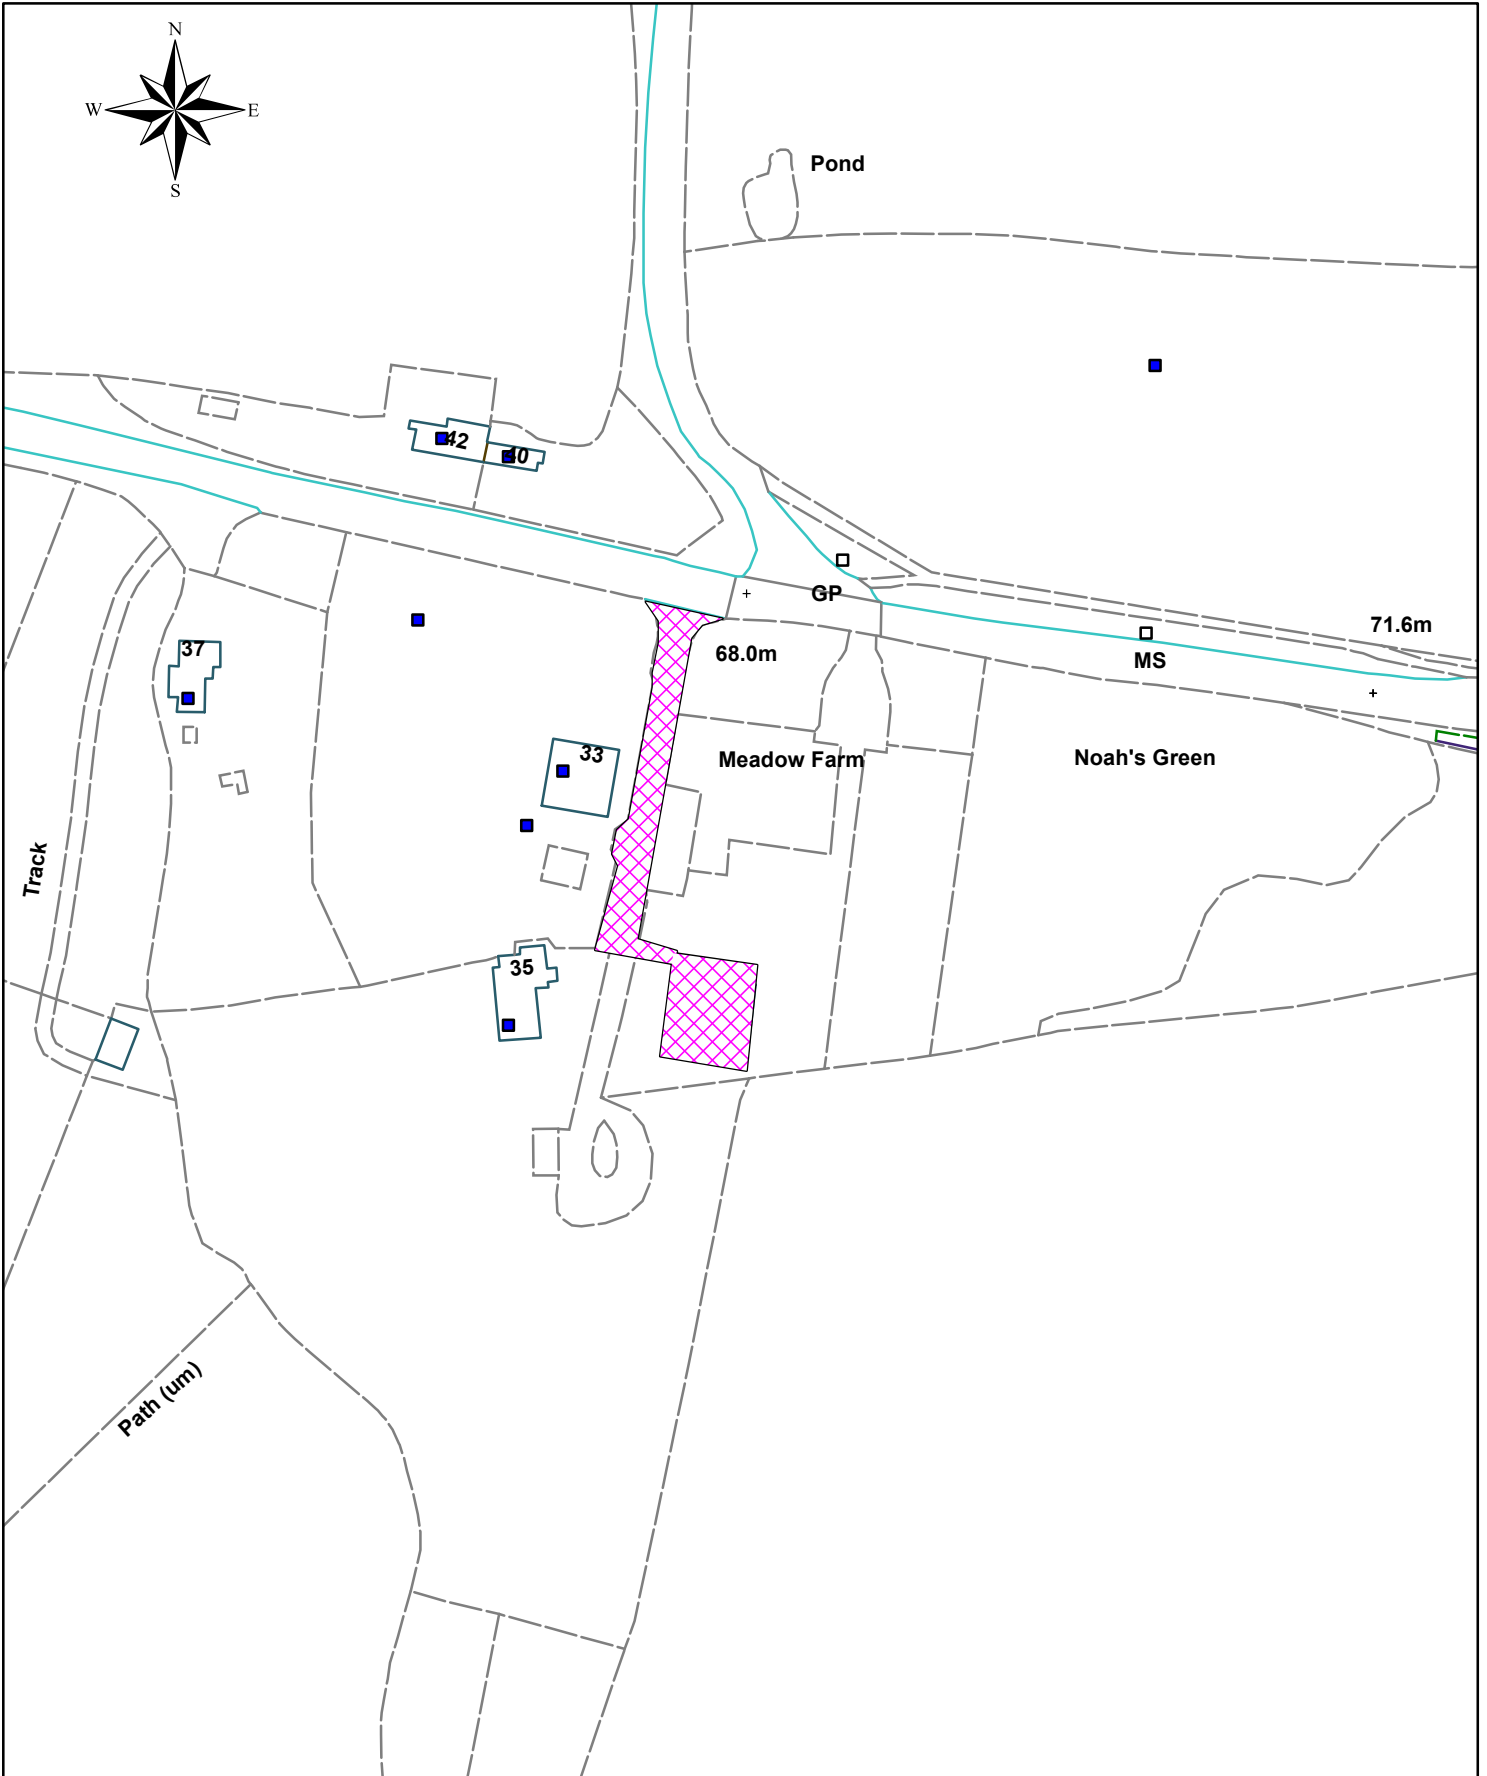 N
W E
S
Pond
42
40
GP
71.6m
37
68.0m
MS
33
Meadow Farm
Noah's Green
Track
35
Path (um)